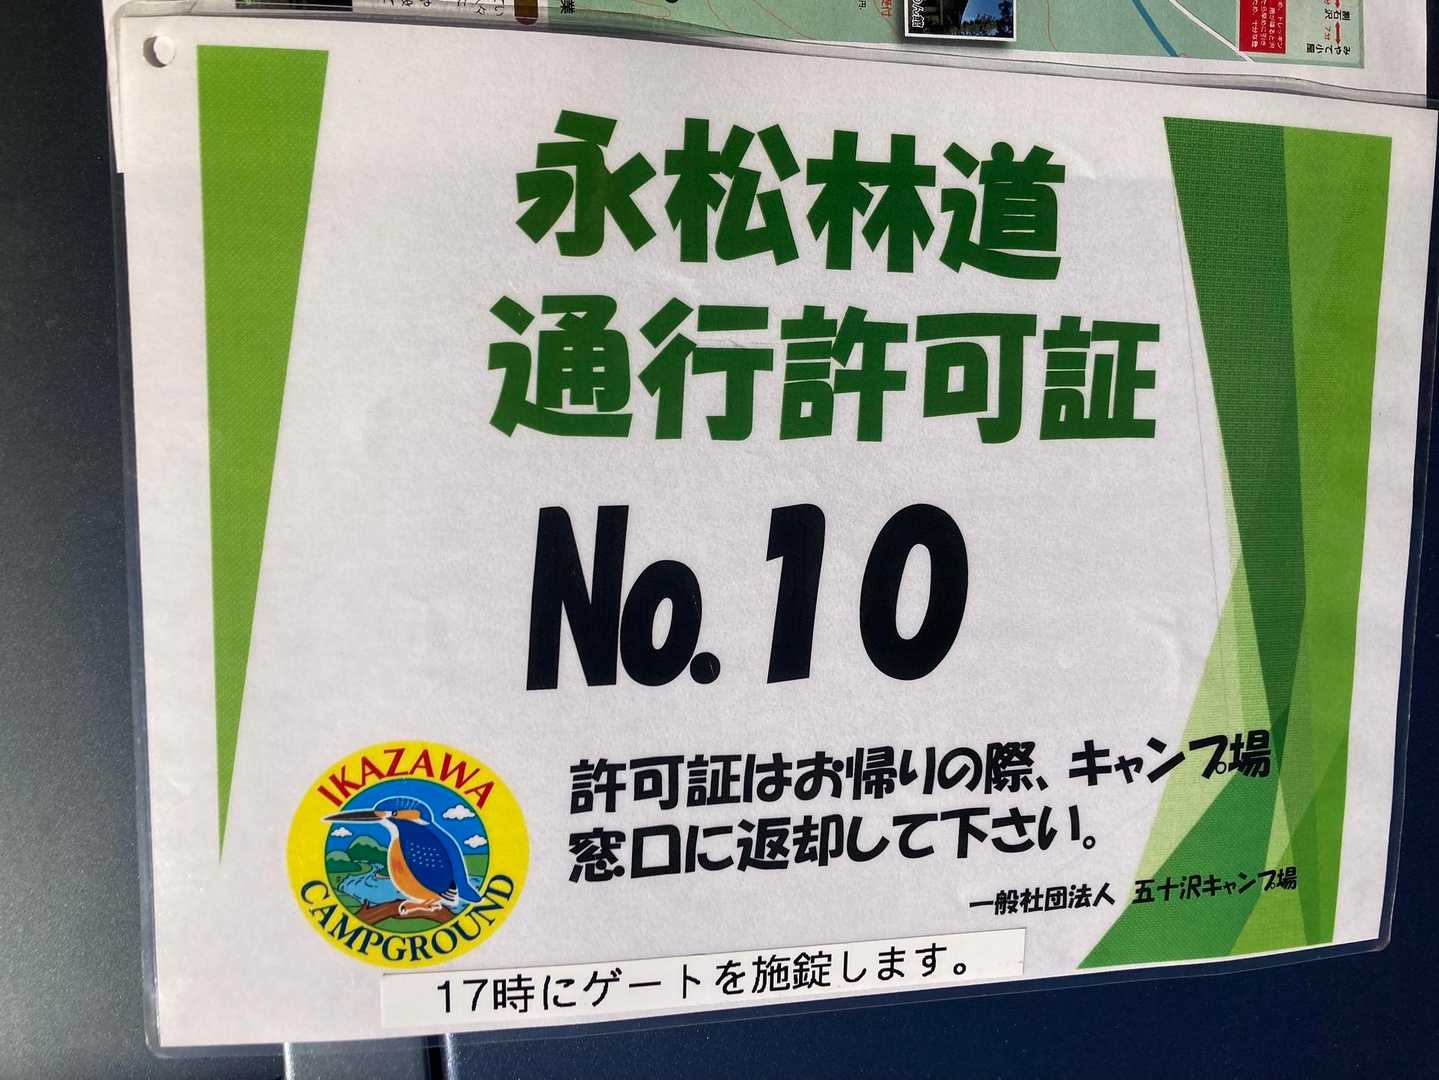 永松林道
通行許可証
No.10
IKAZAWA
CAMPGROUND
許可証はお帰りの際、キャンプ場
窓口に返却して下さい。
一般社団法人 五十沢キャンプ場
17時にゲートを施錠します。